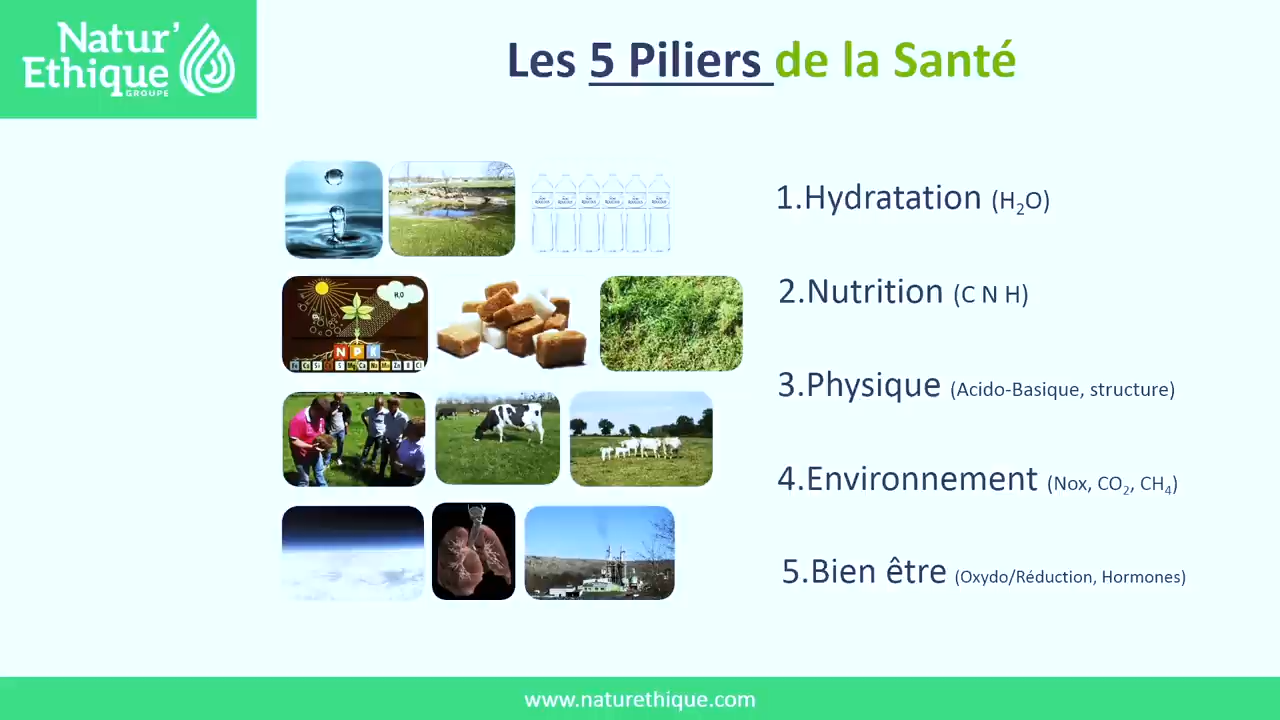 Natur'
Ethique
GROUPE
Les 5 Piliers de la Santé
1.Hydratation (H₂O)
2.Nutrition (C N H)
3.Physique (Acido-Basique, structure)
4.Environnement (Nox, CO₂, CH₄)
5.Bien être (Oxydo/Réduction, Hormones)
H₂O
N P K
www.naturethique.com